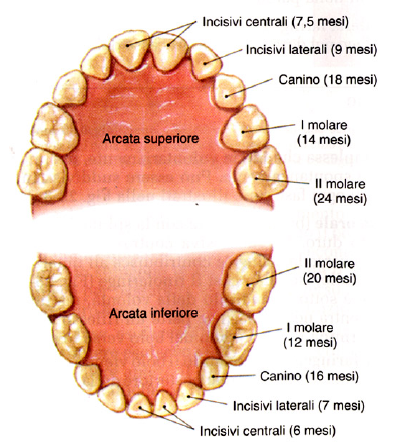 Incisivi centrali (7,5 mesi)
Incisivi laterali (9 mesi)
Canino (18 mesi)
Arcata superiore
I molare
(14 mesi)
II molare
(24 mesi)
II molare
(20 mesi)
Arcata inferiore
I molare
(12 mesi)
Canino (16 mesi)
Incisivi laterali (7 mesi)
Incisivi centrali (6 mesi)